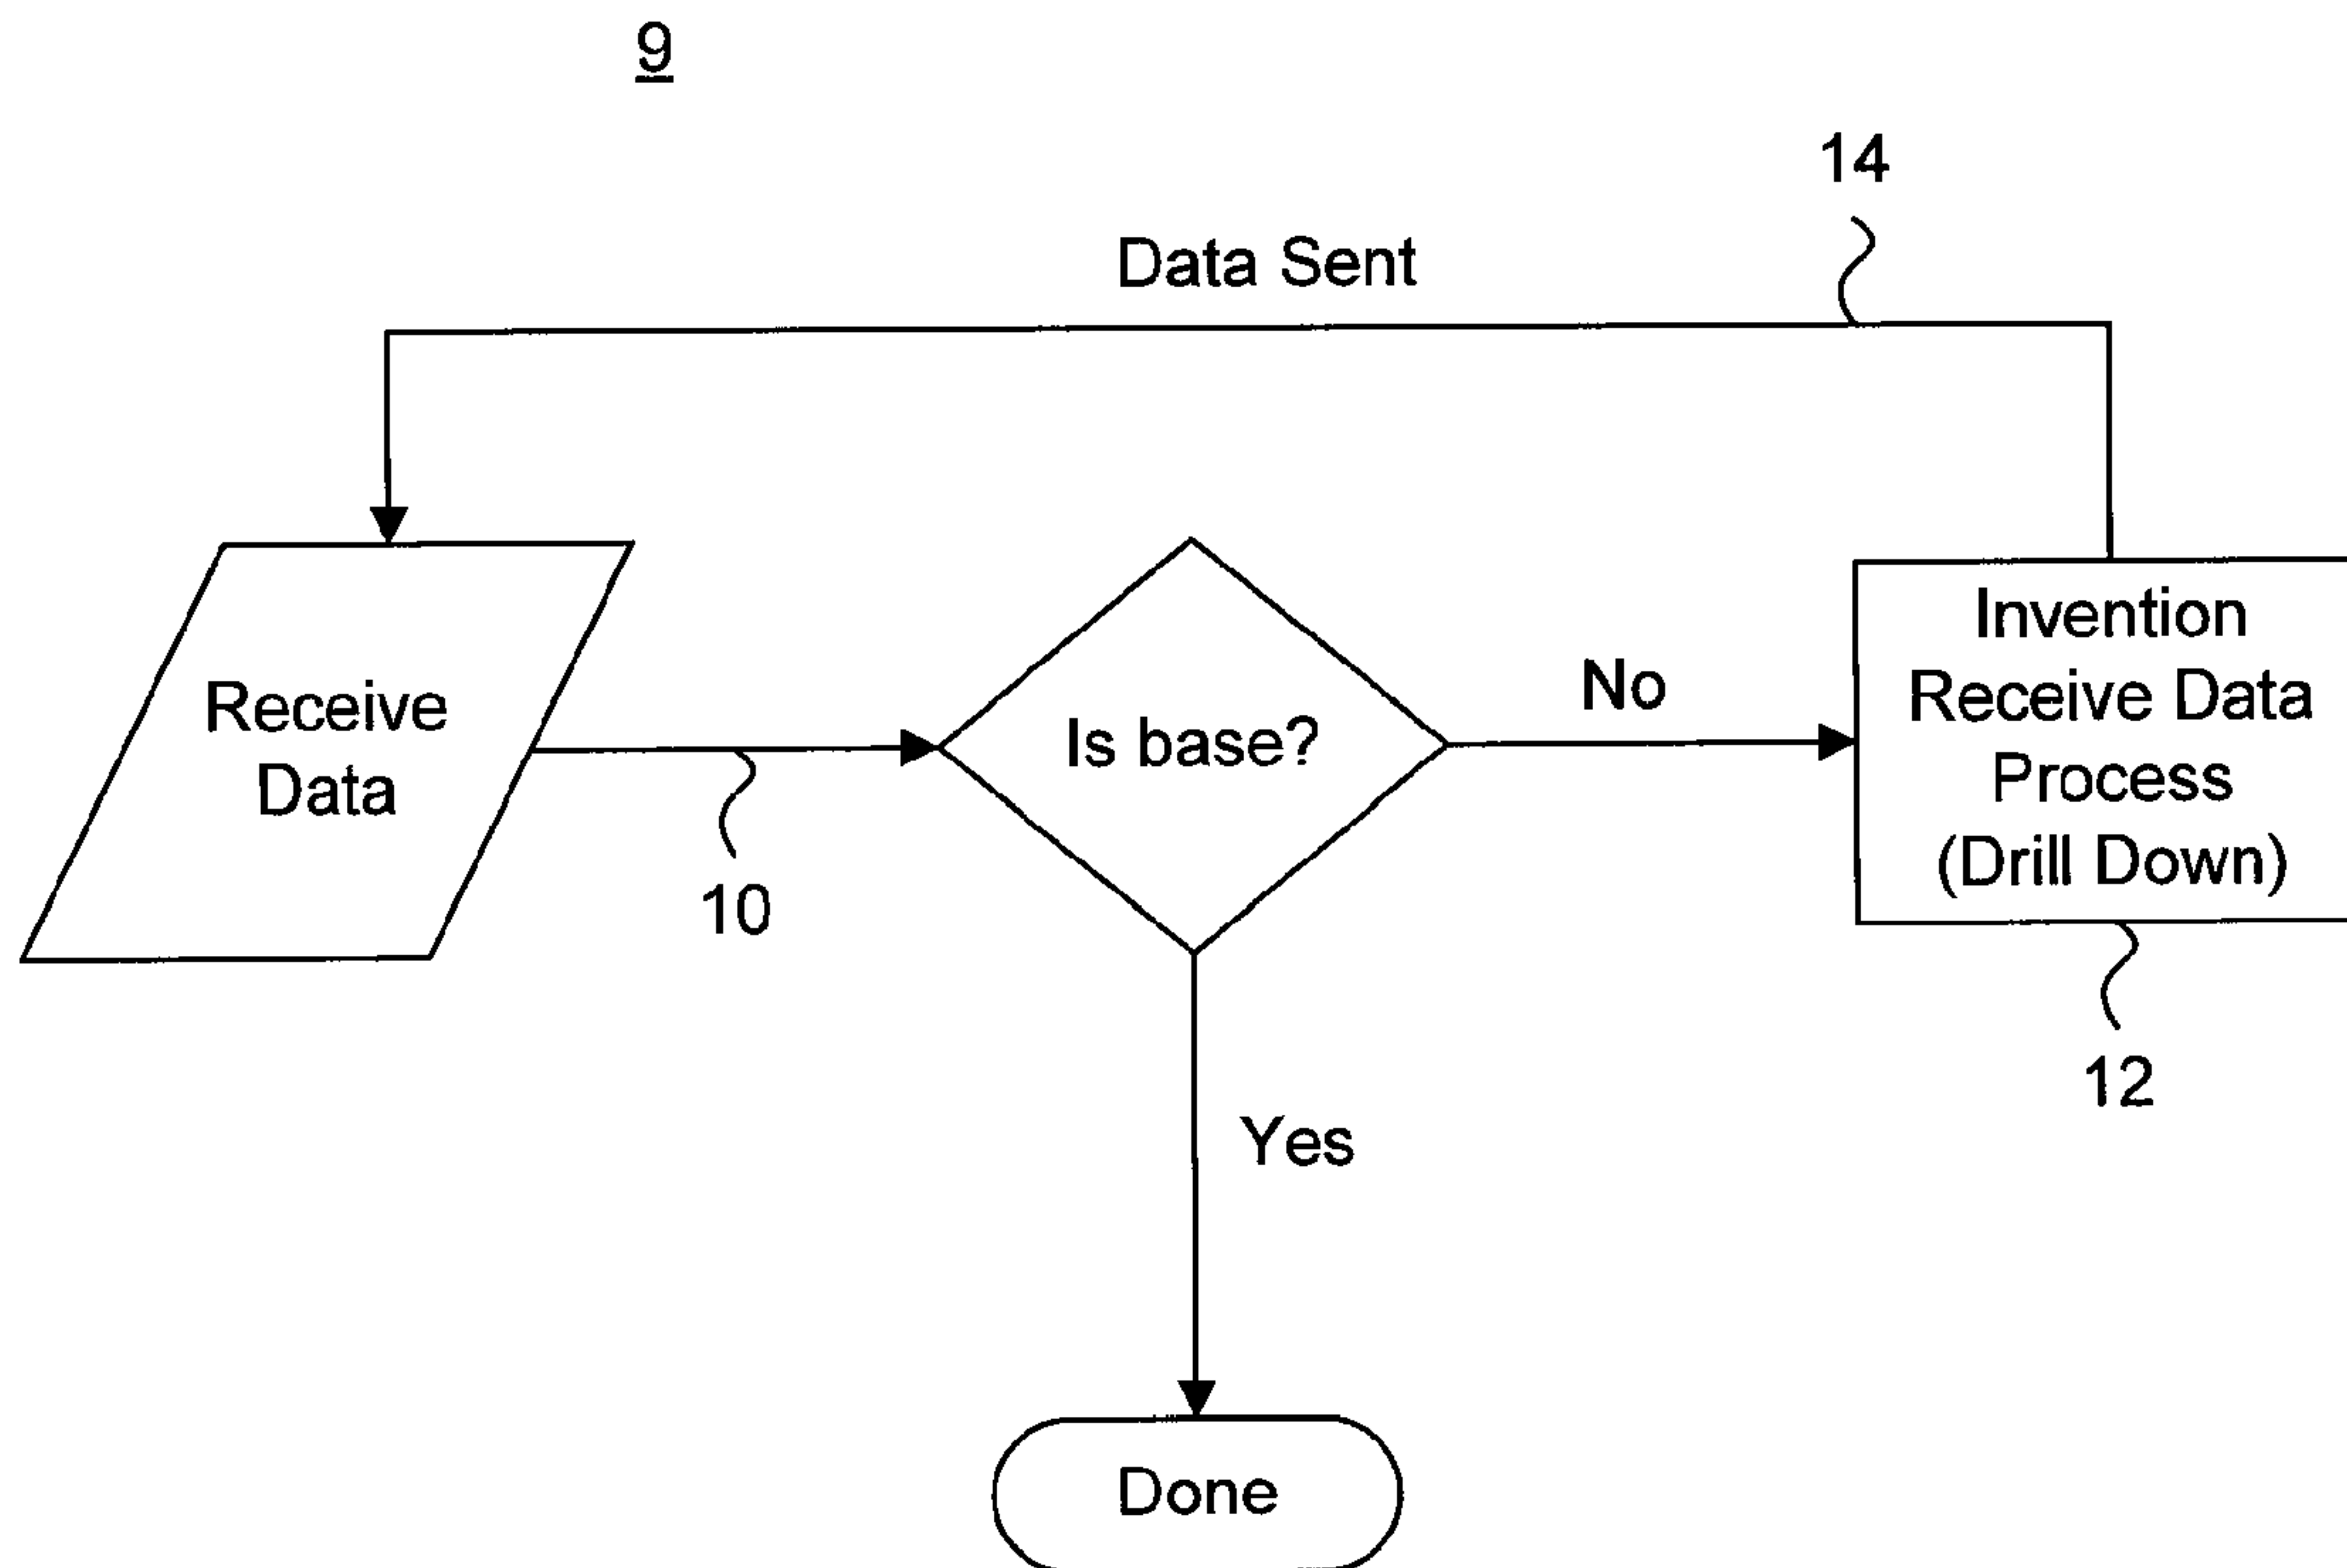 9
14
Data Sent
Receive
Data
10
Is base?
No
Invention
Receive Data
Process
(Drill Down)
12
Yes
Done